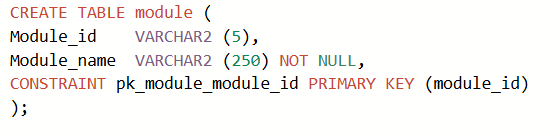 CREATE TABLE module (
Module_id    VARCHAR2 (5),
Module_name  VARCHAR2 (250) NOT NULL,
CONSTRAINT pk_module_module_id PRIMARY KEY (module_id)
);